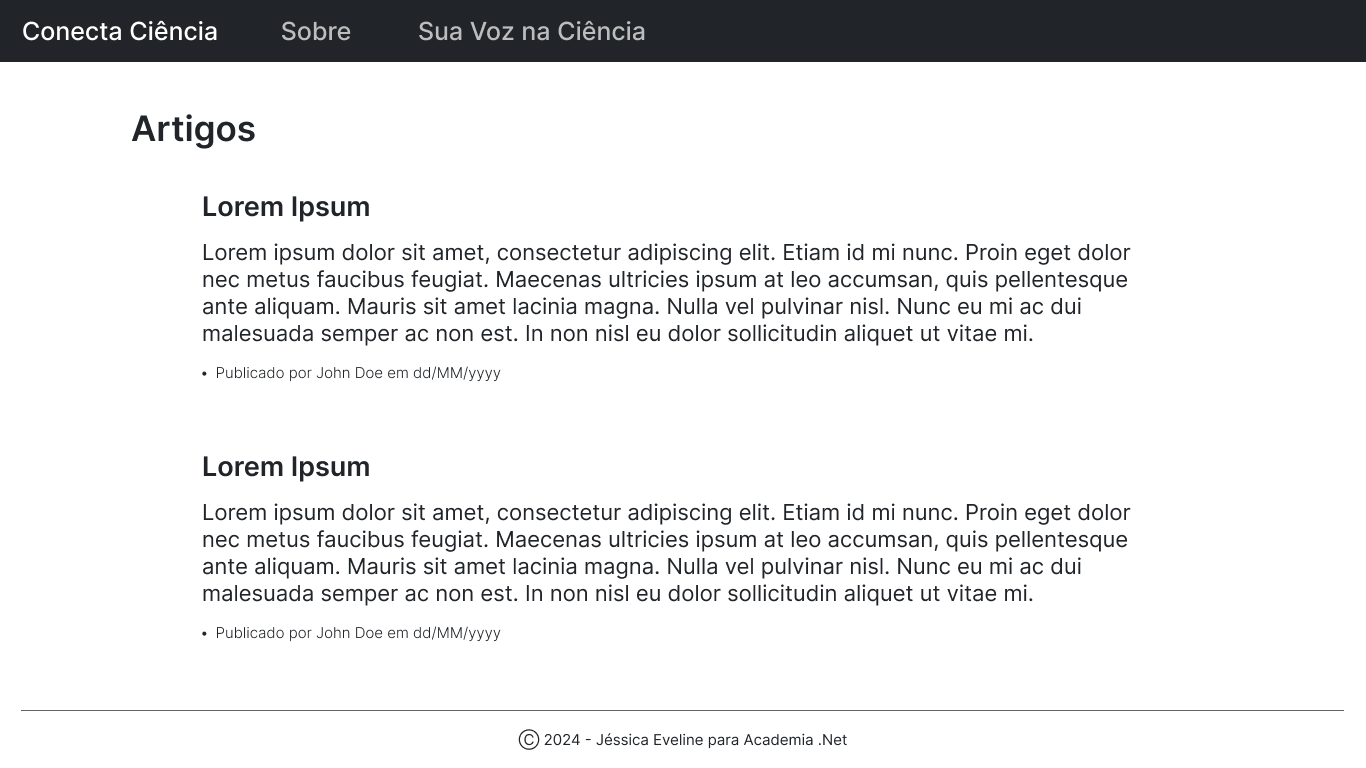 Conecta Ciência Sobre Sua Voz na Ciência
Artigos
Lorem Ipsum
Lorem ipsum dolor sit amet, consectetur adipiscing elit. Etiam id mi nunc. Proin eget dolor
nec metus faucibus feugiat. Maecenas ultricies ipsum at leo accumsan, quis pellentesque
ante aliquam. Mauris sit amet lacinia magna. Nulla vel pulvinar nisl. Nunc eu mi ac dui
malesuada semper ac non est. In non nisl eu dolor sollicitudin aliquet ut vitae mi.
• Publicado por John Doe em dd/MM/yyyy
Lorem Ipsum
Lorem ipsum dolor sit amet, consectetur adipiscing elit. Etiam id mi nunc. Proin eget dolor
nec metus faucibus feugiat. Maecenas ultricies ipsum at leo accumsan, quis pellentesque
ante aliquam. Mauris sit amet lacinia magna. Nulla vel pulvinar nisl. Nunc eu mi ac dui
malesuada semper ac non est. In non nisl eu dolor sollicitudin aliquet ut vitae mi.
• Publicado por John Doe em dd/MM/yyyy
© 2024 - Jéssica Eveline para Academia .Net